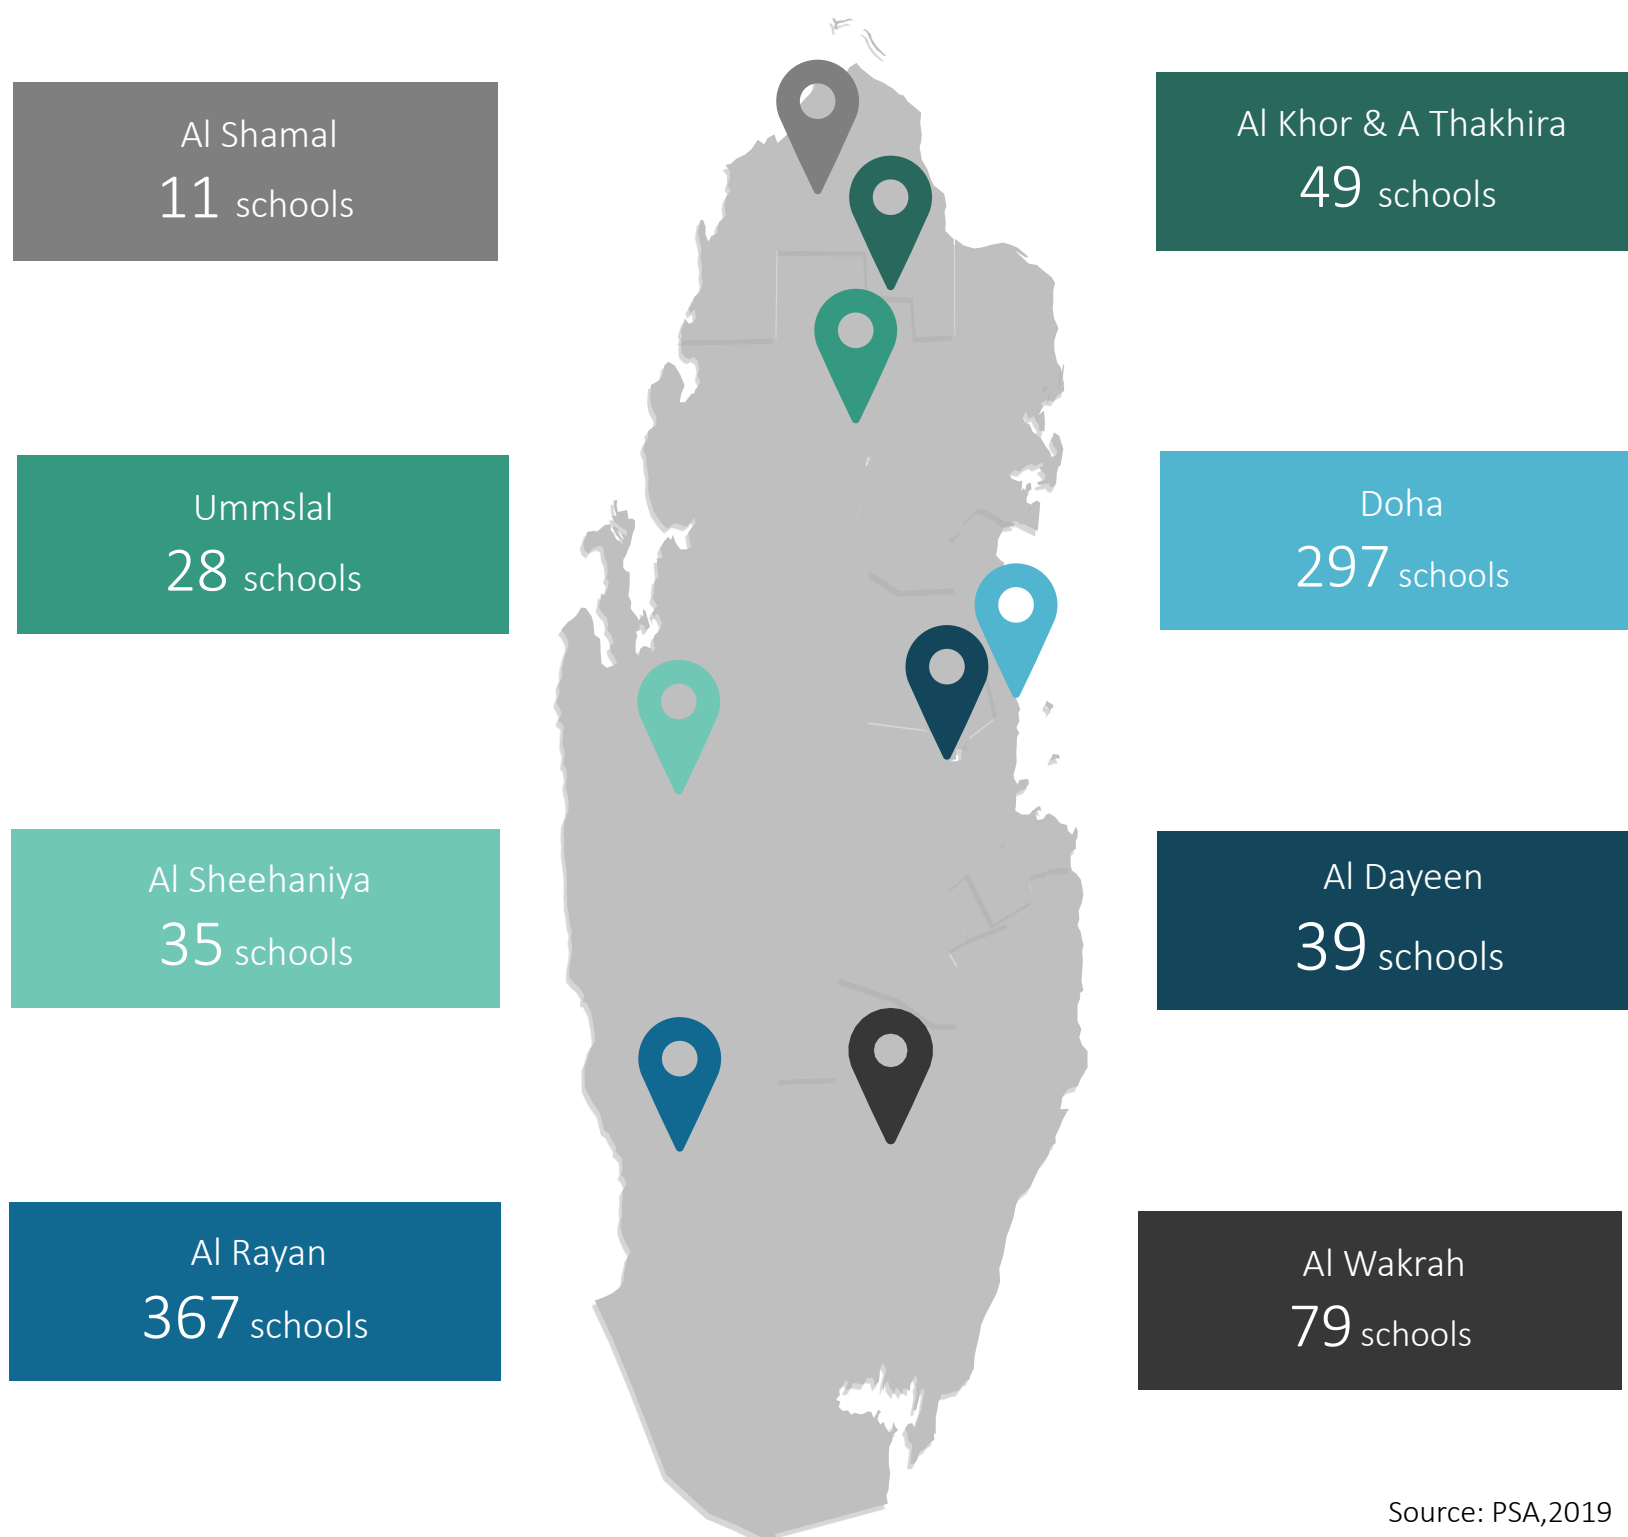 Al Shamal
11 schools
Al Khor & A Thakhira
49 schools
Ummslal
28 schools
Doha
297 schools
Al Sheehaniya
35 schools
Al Dayeen
39 schools
Al Rayan
367 schools
Al Wakrah
79 schools
Source: PSA,2019